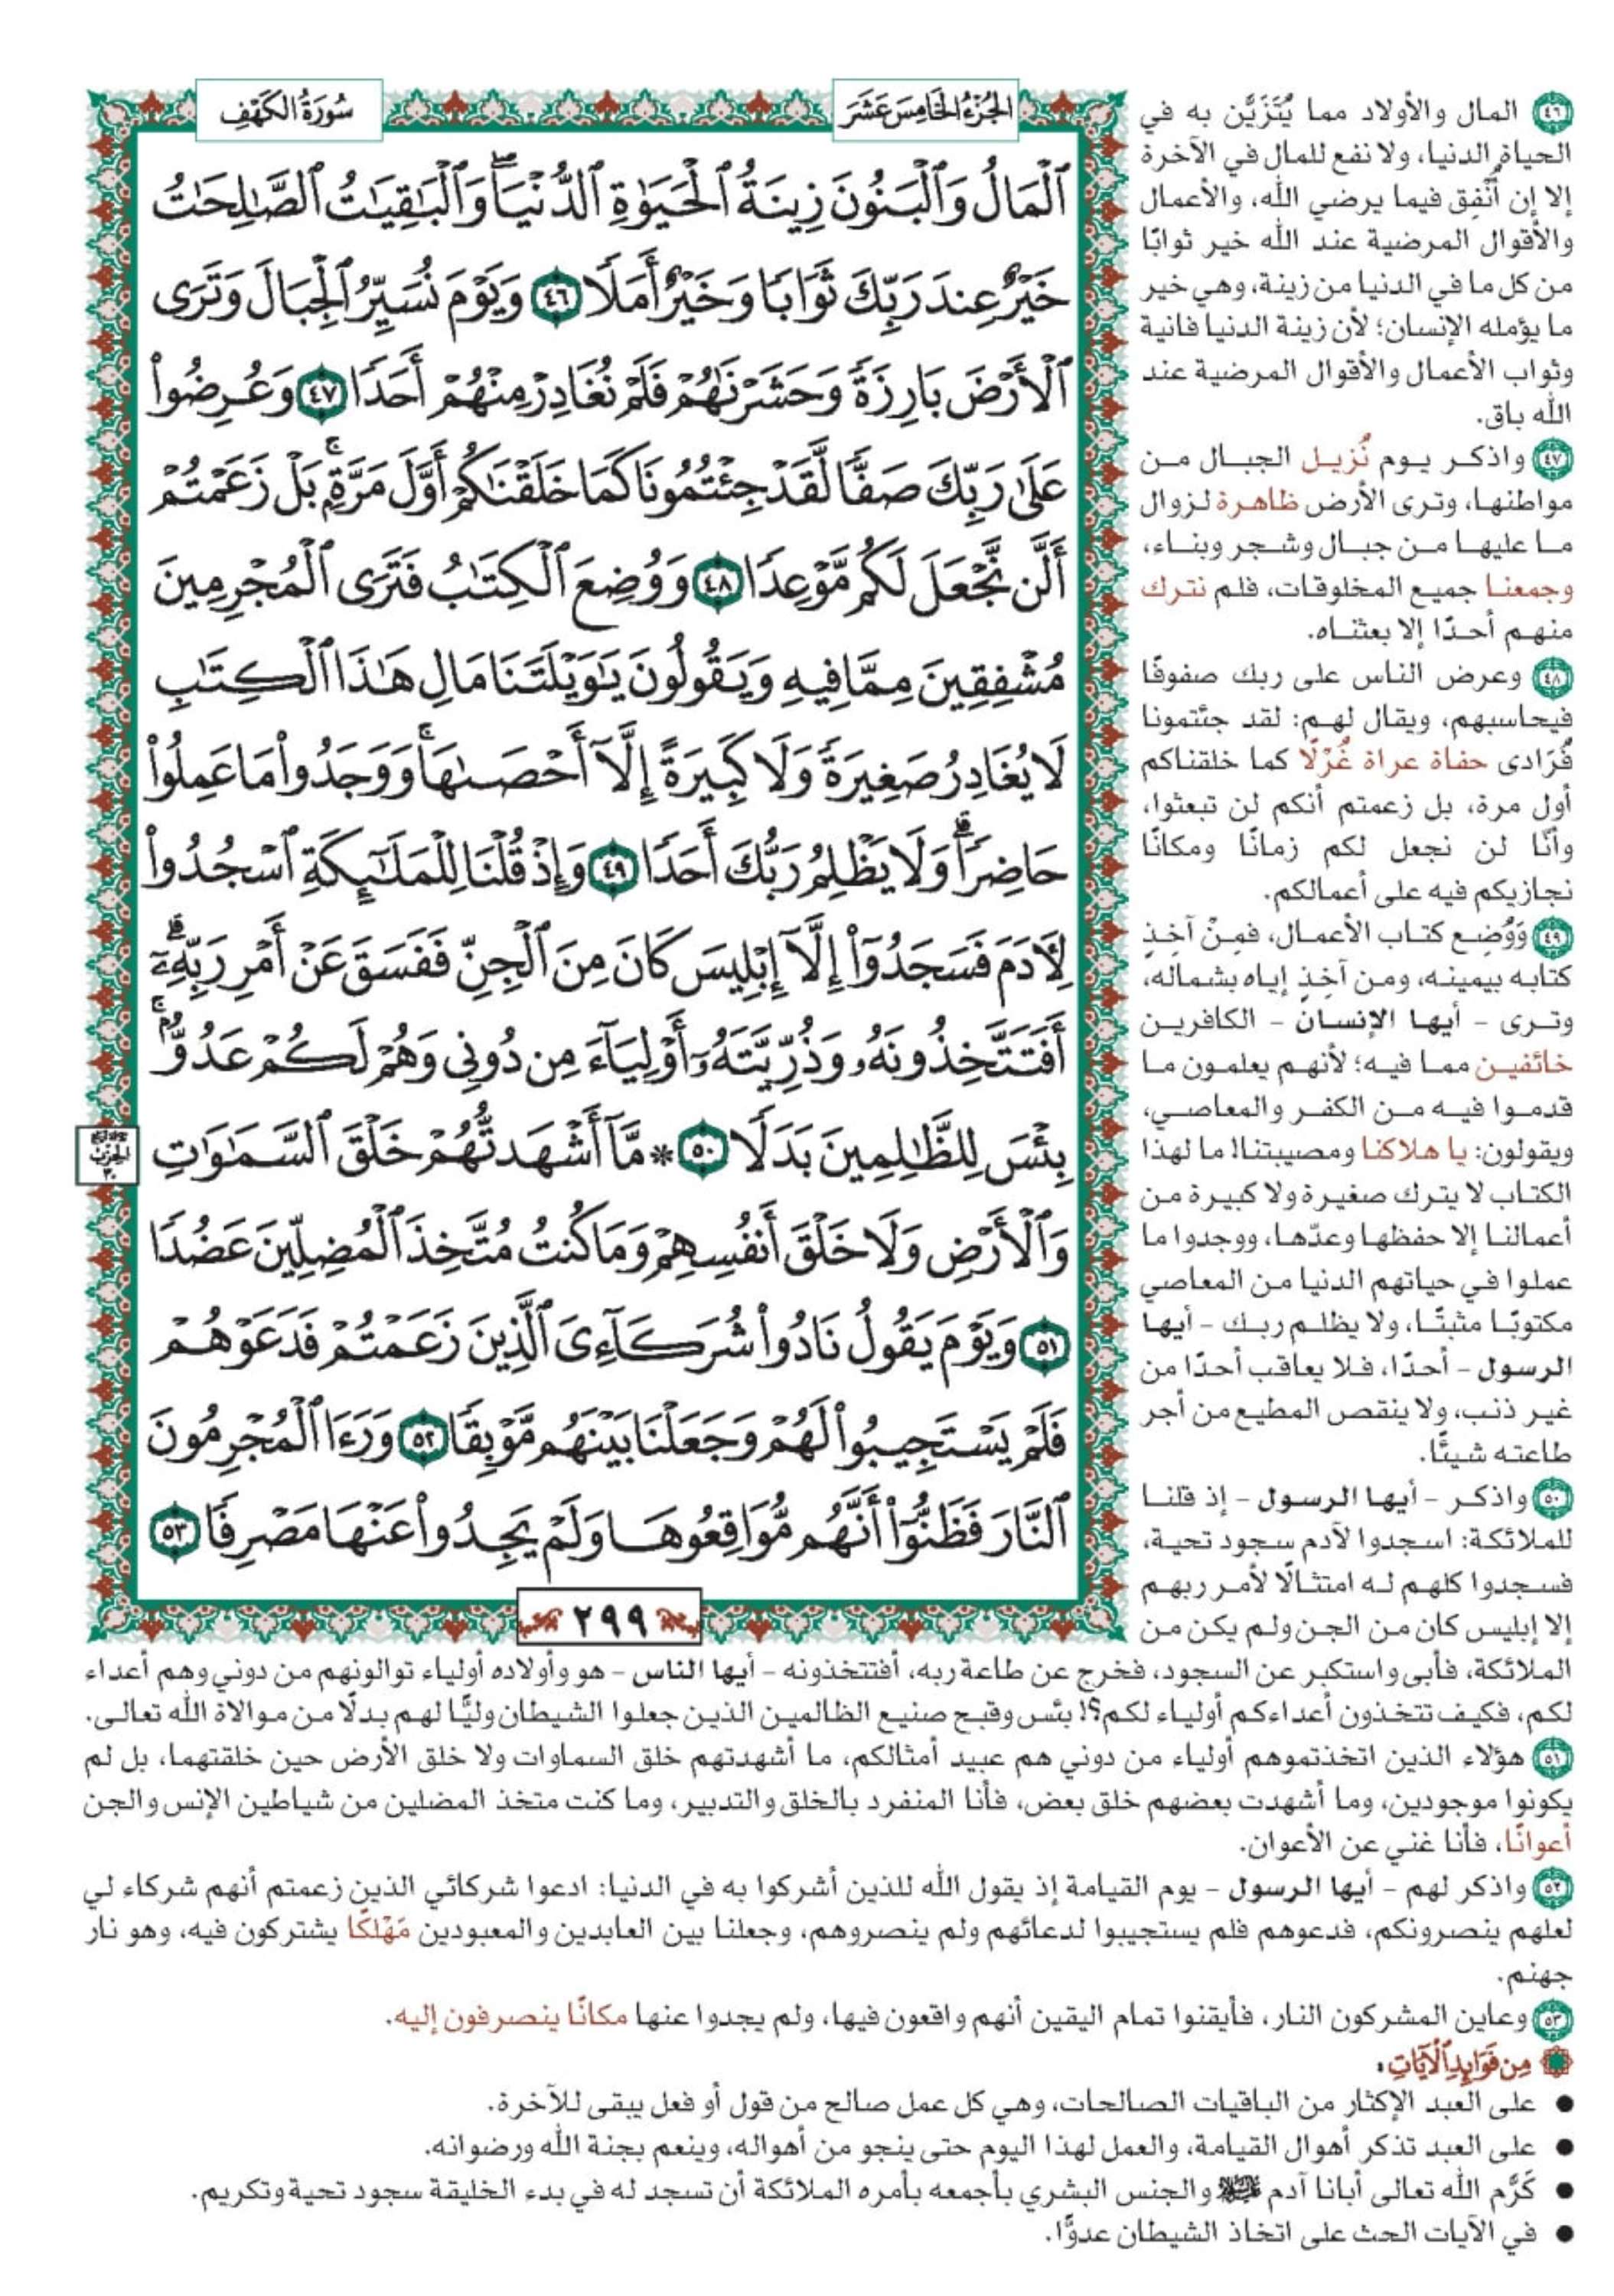 سُورَةُ الكَهْفِ
الجُزْءُ الخَامِسَ عَشَرَ
ٱلْمَالُ وَٱلْبَنُونَ زِينَةُ ٱلْحَيَوٰةِ ٱلدُّنْيَاۖ وَٱلْبَٰقِيَٰتُ ٱلصَّٰلِحَٰتُ
خَيْرٌ عِندَ رَبِّكَ ثَوَابًا وَخَيْرٌ أَمَلًا ٤٦ وَيَوْمَ نُسَيِّرُ ٱلْجِبَالَ وَتَرَى
ٱلْأَرْضَ بَارِزَةً وَحَشَرْنَٰهُمْ فَلَمْ نُغَادِرْ مِنْهُمْ أَحَدًا ٤٧ وَعُرِضُوا۟
عَلَىٰ رَبِّكَ صَفًّا لَّقَدْ جِئْتُمُونَا كَمَا خَلَقْنَٰكُمْ أَوَّلَ مَرَّةٍۭۚ بَلْ زَعَمْتُمْ
أَلَّن نَّجْعَلَ لَكُم مَّوْعِدًا ٤٨ وَوُضِعَ ٱلْكِتَٰبُ فَتَرَى ٱلْمُجْرِمِينَ
مُشْفِقِينَ مِمَّا فِيهِ وَيَقُولُونَ يَٰوَيْلَتَنَا مَالِ هَٰذَا ٱلْكِتَٰبِ
لَا يُغَادِرُ صَغِيرَةً وَلَا كَبِيرَةً إِلَّآ أَحْصَىٰهَاۚ وَوَجَدُوا۟ مَا عَمِلُوا۟
حَاضِرًاۗ وَلَا يَظْلِمُ رَبُّكَ أَحَدًا ٤٩ وَإِذْ قُلْنَا لِلْمَلَٰٓئِكَةِ ٱسْجُدُوا۟
لِأٓدَمَ فَسَجَدُوٓا۟ إِلَّآ إِبْلِيسَ كَانَ مِنَ ٱلْجِنِّ فَفَسَقَ عَنْ أَمْرِ رَبِّهِۦٓۗ
أَفَتَتَّخِذُونَهُۥ وَذُرِّيَّتَهُۥٓ أَوْلِيَآءَ مِن دُونِى وَهُمْ لَكُمْ عَدُوٌّۢۚ
بِئْسَ لِلظَّٰلِمِينَ بَدَلًا ٥٠ * مَّآ أَشْهَدتُّهُمْ خَلْقَ ٱلسَّمَٰوَٰتِ
وَٱلْأَرْضِ وَلَا خَلْقَ أَنفُسِهِمْ وَمَا كُنتُ مُتَّخِذَ ٱلْمُضِلِّينَ عَضُدًا
٥١ وَيَوْمَ يَقُولُ نَادُوا۟ شُرَكَآءِىَ ٱلَّذِينَ زَعَمْتُمْ فَدَعَوْهُمْ
فَلَمْ يَسْتَجِيبُوا۟ لَهُمْ وَجَعَلْنَا بَيْنَهُم مَّوْبِقًا ٥٢ وَرَءَا ٱلْمُجْرِمُونَ
ٱلنَّارَ فَظَنُّوٓا۟ أَنَّهُم مُّوَاقِعُوهَا وَلَمْ يَجِدُوا۟ عَنْهَا مَصْرِفًا ٥٣
٢٩٩
٤٦ المال والأولاد مما يُتَزَيَّن به في
الحياة الدنيا، ولا نفع للمال في الآخرة
إلا إن أُنْفِق فيما يرضي الله، والأعمال
والأقوال المرضية عند الله خير ثوابًا
من كل ما في الدنيا من زينة، وهي خير
ما يؤمله الإنسان؛ لأن زينة الدنيا فانية
وثواب الأعمال والأقوال المرضية عند
الله باق.
٤٧ واذكر يوم نُزِيل الجبال من
مواطنها، وترى الأرض ظاهرة لزوال
ما عليها من جبال وشجر وبناء،
وجمعنا جميع المخلوقات، فلم نترك
منهم أحدًا إلا بعثناه.
٤٨ وعرض الناس على ربك صفوفًا
فيحاسبهم، ويقال لهم: لقد جئتمونا
فُرَادى حفاة عراة غُرْلًا كما خلقناكم
أول مرة، بل زعمتم أنكم لن تبعثوا،
وأنّا لن نجعل لكم زمانًا ومكانًا
نجازيكم فيه على أعمالكم.
٤٩ وَوُضِع كتاب الأعمال، فمِنْ آخِذٍ
كتابه بيمينه، ومن آخِذٍ إياه بشماله،
وترى - أيها الإنسان - الكافرين
خائفين مما فيه؛ لأنهم يعلمون ما
قدموا فيه من الكفر والمعاصي،
ويقولون: يا هلاكنا ومصيبتنا! ما لهذا
الكتاب لا يترك صغيرة ولا كبيرة من
أعمالنا إلا حفظها وعدّها، ووجدوا ما
عملوا في حياتهم الدنيا من المعاصي
مكتوبًا مثبتًا، ولا يظلم ربك - أيها
الرسول - أحدًا، فلا يعاقب أحدًا من
غير ذنب، ولا ينقص المطيع من أجر
طاعته شيئًا.
٥٠ واذكر - أيها الرسول - إذ قلنا
للملائكة: اسجدوا لآدم سجود تحية،
فسجدوا كلهم له امتثالًا لأمر ربهم
إلا إبليس كان من الجن ولم يكن من
الملائكة، فأبى واستكبر عن السجود، فخرج عن طاعة ربه، أفتتخذونه - أيها الناس - هو وأولاده أولياء توالونهم من دوني وهم أعداء
لكم، فكيف تتخذون أعداءكم أولياء لكم؟! بئس وقبح صنيع الظالمين الذين جعلوا الشيطان وليًّا لهم بدلًا من موالاة الله تعالى.
٥١ هؤلاء الذين اتخذتموهم أولياء من دوني هم عبيد أمثالكم، ما أشهدتهم خلق السماوات ولا خلق الأرض حين خلقتهما، بل لم
يكونوا موجودين، وما أشهدت بعضهم خلق بعض، فأنا المنفرد بالخلق والتدبير، وما كنت متخذ المضلين من شياطين الإنس والجن
أعوانًا، فأنا غني عن الأعوان.
٥٢ واذكر لهم - أيها الرسول - يوم القيامة إذ يقول الله للذين أشركوا به في الدنيا: ادعوا شركائي الذين زعمتم أنهم شركاء لي
لعلهم ينصرونكم، فدعوهم فلم يستجيبوا لدعائهم ولم ينصروهم، وجعلنا بين العابدين والمعبودين مَهْلكًا يشتركون فيه، وهو نار
جهنم.
٥٣ وعاين المشركون النار، فأيقنوا تمام اليقين أنهم واقعون فيها، ولم يجدوا عنها مكانًا ينصرفون إليه.
مِن فَوَائِدِ ٱلْآيَاتِ:
● على العبد الإكثار من الباقيات الصالحات، وهي كل عمل صالح من قول أو فعل يبقى للآخرة.
● على العبد تذكر أهوال القيامة، والعمل لهذا اليوم حتى ينجو من أهواله، وينعم بجنة الله ورضوانه.
● كَرَّم الله تعالى أبانا آدم والجنس البشري بأجمعه بأمره الملائكة أن تسجد له في بدء الخليقة سجود تحية وتكريم.
● في الآيات الحث على اتخاذ الشيطان عدوًّا.